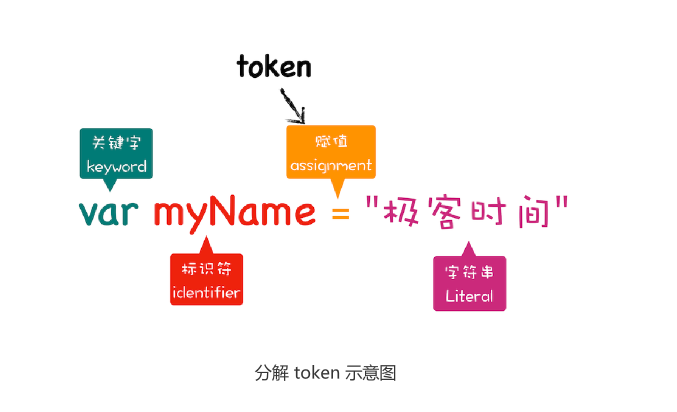 token
关键字
keyword
赋值
assignment
var myName = "极客时间"
标识符
identifier
字符串
Literal
分解 token 示意图